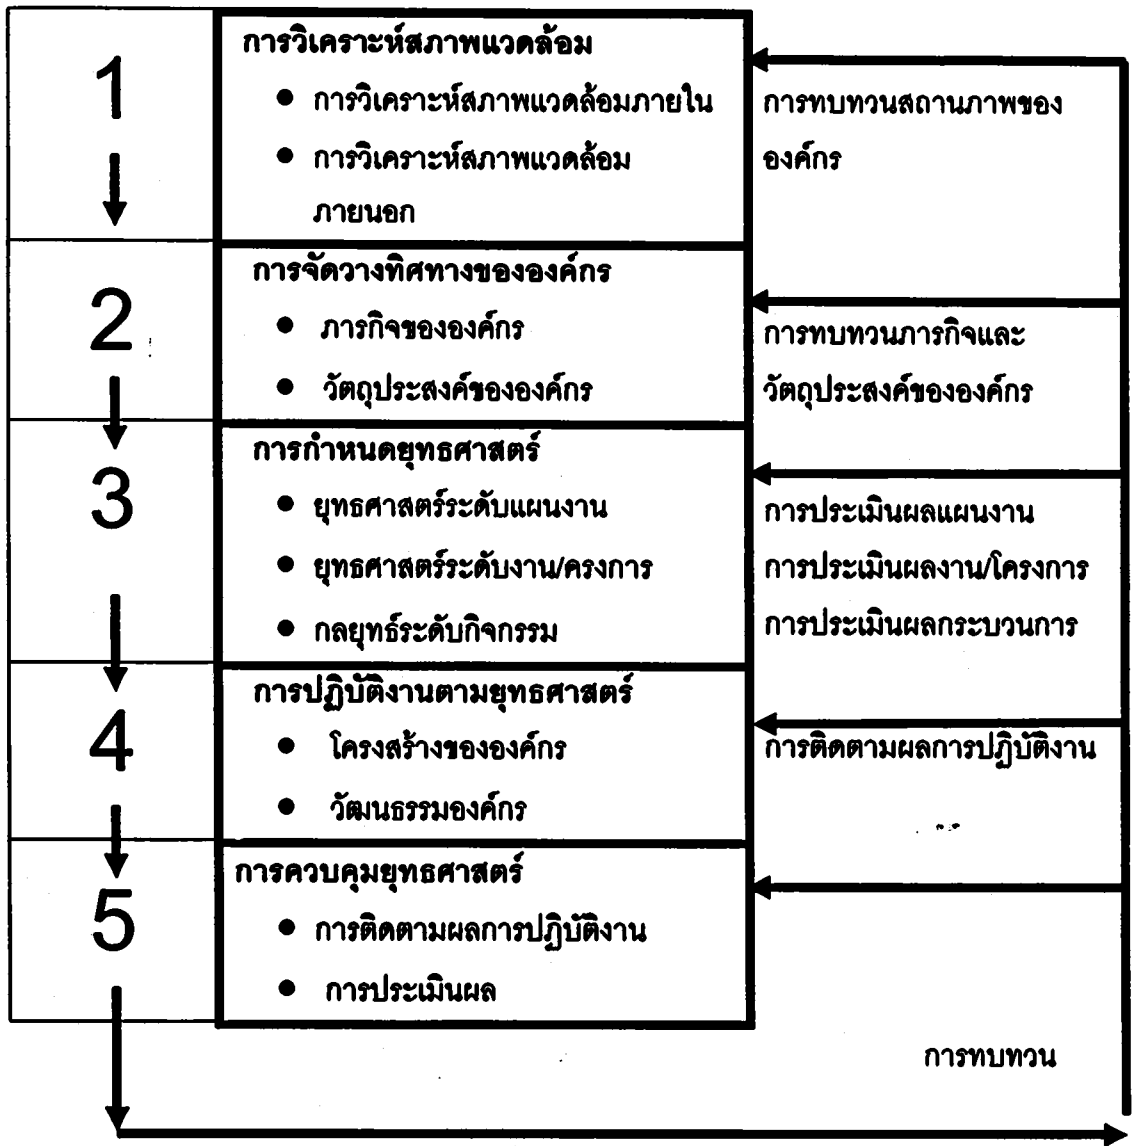 1
การวิเคราะห์สภาพแวดล้อม
● การวิเคราะห์สภาพแวดล้อมภายใน
● การวิเคราะห์สภาพแวดล้อม
ภายนอก
การทบทวนสถานภาพของ
องค์กร
2
การจัดวางทิศทางขององค์กร
● ภารกิจขององค์กร
● วัตถุประสงค์ขององค์กร
การทบทวนภารกิจและ
วัตถุประสงค์ขององค์กร
3
การกำหนดยุทธศาสตร์
● ยุทธศาสตร์ระดับแผนงาน
● ยุทธศาสตร์ระดับงาน/ครงการ
● กลยุทธ์ระดับกิจกรรม
การประเมินผลแผนงาน
การประเมินผลงาน/โครงการ
การประเมินผลกระบวนการ
4
การปฏิบัติงานตามยุทธศาสตร์
● โครงสร้างขององค์กร
● วัฒนธรรมองค์กร
การติดตามผลการปฏิบัติงาน
5
การควบคุมยุทธศาสตร์
● การติดตามผลการปฏิบัติงาน
● การประเมินผล
การทบทวน